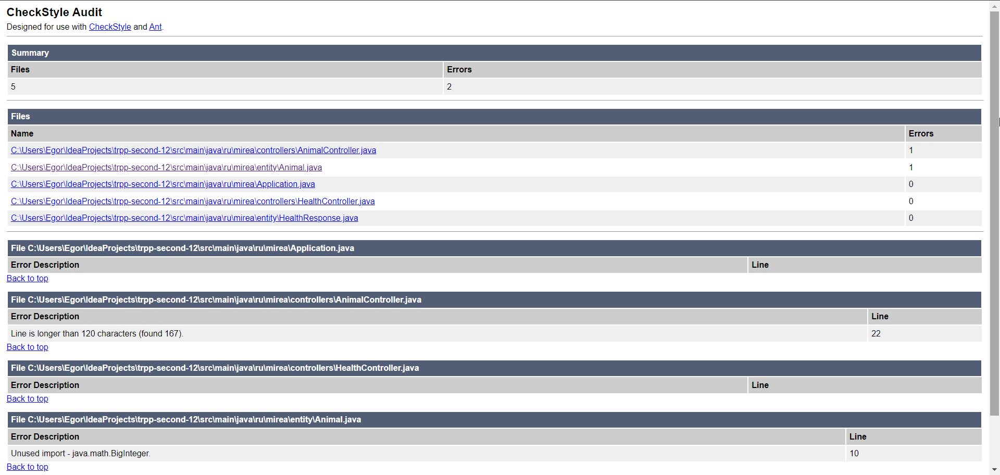 CheckStyle Audit
Designed for use with CheckStyle and Ant.
Summary
Files Errors
5 2
Files
Name Errors
C:\Users\Egor\IdeaProjects\trpp-second-12\src\main\java\ru\mirea\controllers\AnimalController.java 1
C:\Users\Egor\IdeaProjects\trpp-second-12\src\main\java\ru\mirea\entity\Animal.java 1
C:\Users\Egor\IdeaProjects\trpp-second-12\src\main\java\ru\mirea\Application.java 0
C:\Users\Egor\IdeaProjects\trpp-second-12\src\main\java\ru\mirea\controllers\HealthController.java 0
C:\Users\Egor\IdeaProjects\trpp-second-12\src\main\java\ru\mirea\entity\HealthResponse.java 0
File C:\Users\Egor\IdeaProjects\trpp-second-12\src\main\java\ru\mirea\Application.java
Error Description Line
Back to top
File C:\Users\Egor\IdeaProjects\trpp-second-12\src\main\java\ru\mirea\controllers\AnimalController.java
Error Description Line
Line is longer than 120 characters (found 167). 22
Back to top
File C:\Users\Egor\IdeaProjects\trpp-second-12\src\main\java\ru\mirea\controllers\HealthController.java
Error Description Line
Back to top
File C:\Users\Egor\IdeaProjects\trpp-second-12\src\main\java\ru\mirea\entity\Animal.java
Error Description Line
Unused import - java.math.BigInteger. 10
Back to top